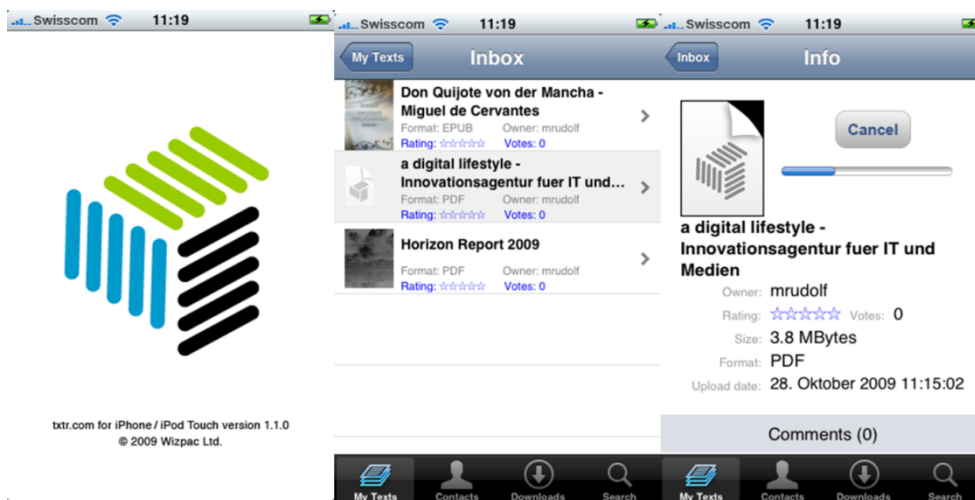 Swisscom 11:19
txtr.com for iPhone / iPod Touch version 1.1.0
© 2009 Wizpac Ltd.
Swisscom 11:19
My Texts Inbox
Don Quijote von der Mancha -
Miguel de Cervantes
Format: EPUB Owner: mrudolf
Rating: ☆☆☆☆☆ Votes: 0
a digital lifestyle -
Innovationsagentur fuer IT und...
Format: PDF Owner: mrudolf
Rating: ☆☆☆☆☆ Votes: 0
Horizon Report 2009
Format: PDF Owner: mrudolf
Rating: ☆☆☆☆☆ Votes: 0
My Texts Contacts Downloads Search
Swisscom 11:19
Inbox Info
Cancel
a digital lifestyle -
Innovationsagentur fuer IT und
Medien
Owner: mrudolf
Rating: ☆☆☆☆☆ Votes: 0
Size: 3.8 MBytes
Format: PDF
Upload date: 28. Oktober 2009 11:15:02
Comments (0)
My Texts Contacts Downloads Search